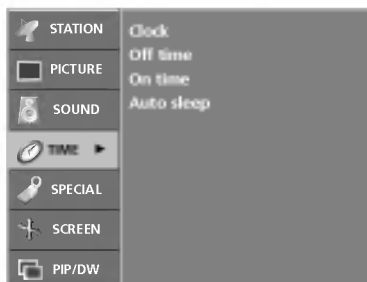 STATION
PICTURE
SOUND
TIME
SPECIAL
SCREEN
PIP/DW
Clock
Off time
On time
Auto sleep